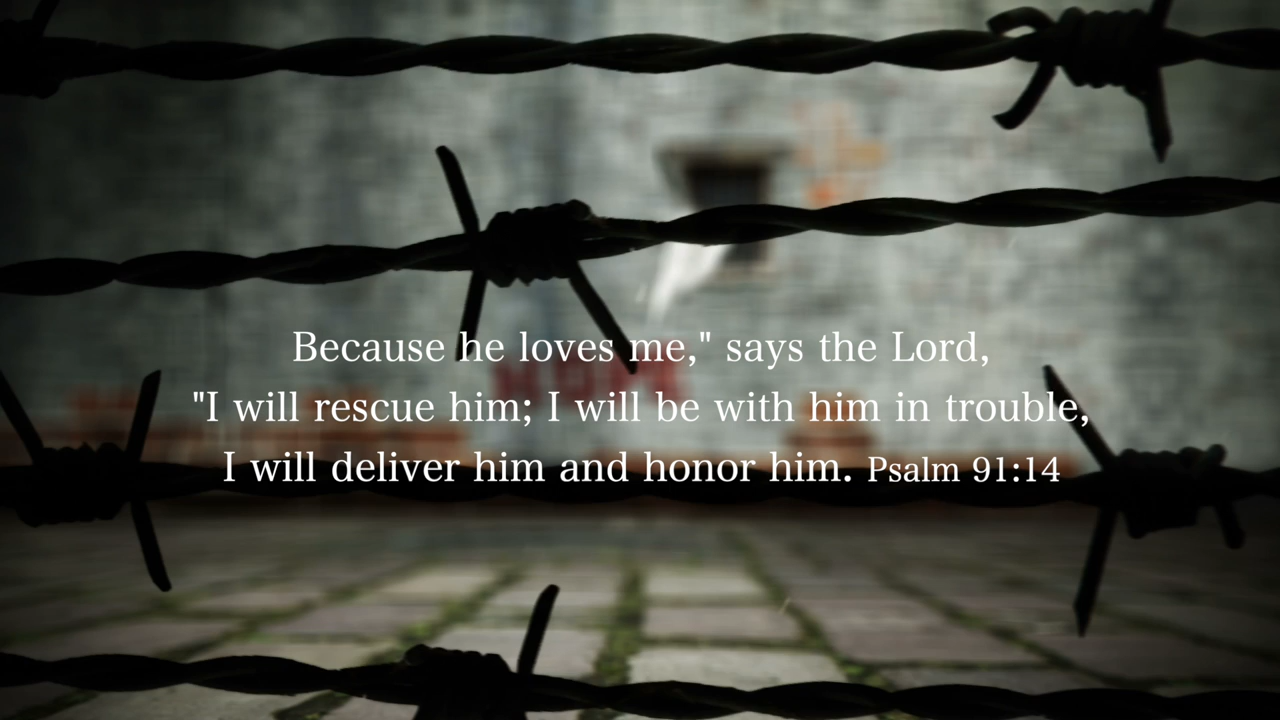 Because he loves me," says the Lord,
"I will rescue him; I will be with him in trouble,
I will deliver him and honor him. Psalm 91:14